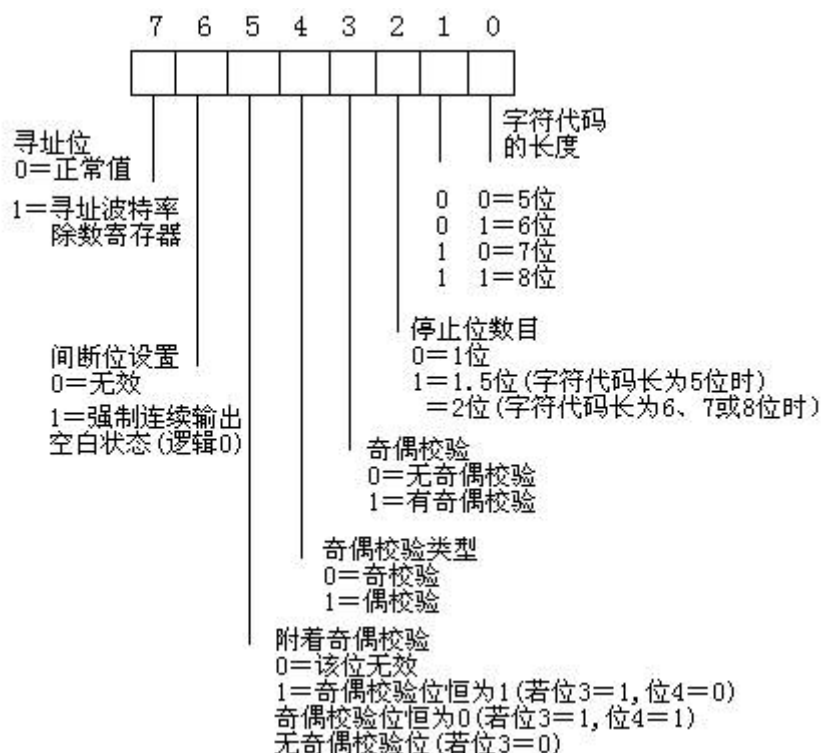 7 6 5 4 3 2 1 0
字符代码
的长度
0 0=5位
0 1=6位
1 0=7位
1 1=8位
寻址位
0=正常值
1=寻址波特率
除数寄存器
停止位数目
0=1位
1=1.5位(字符代码长为5位时)
=2位(字符代码长为6、7或8位时)
间断位设置
0=无效
1=强制连续输出
空白状态(逻辑0)
奇偶校验
0=无奇偶校验
1=有奇偶校验
奇偶校验类型
0=奇校验
1=偶校验
附着奇偶校验
0=该位无效
1=奇偶校验位恒为1(若位3=1,位4=0)
奇偶校验位恒为0(若位3=1,位4=1)
无奇偶校验位(若位3=0)